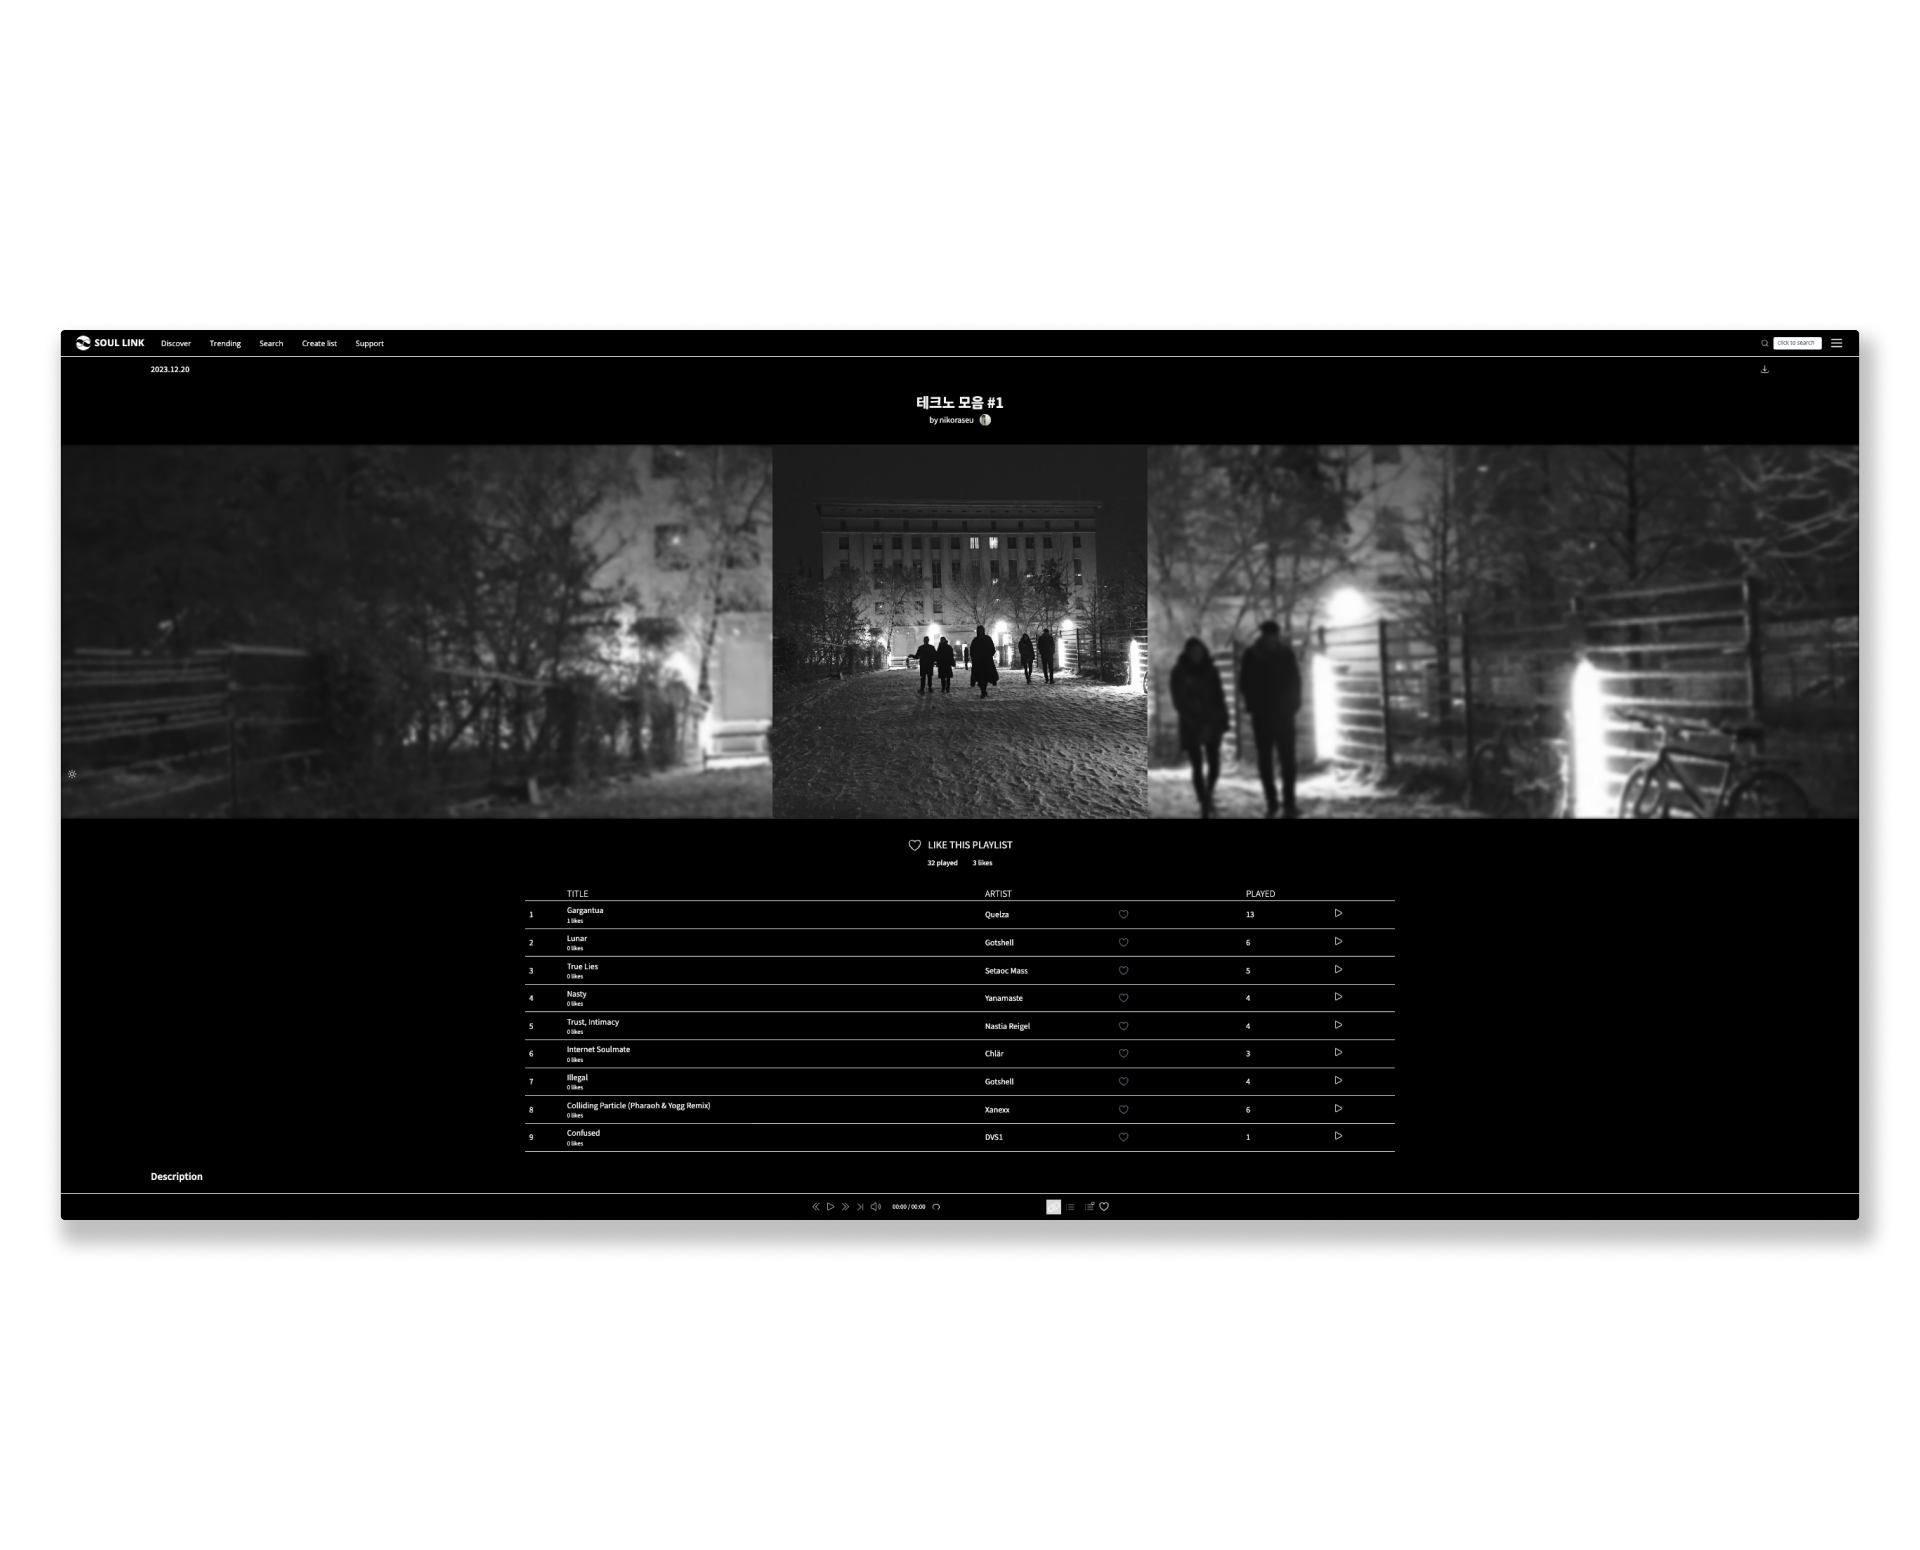 SOUL LINK Discover Trending Search Create list Support click to search
2023.12.20
테크노 모음 #1
by nikoraseu
LIKE THIS PLAYLIST
32 played 3 likes
TITLE ARTIST PLAYED
1 Gargantua Quelza 13
1 likes
2 Lunar Gotshell 6
0 likes
3 True Lies Setaoc Mass 5
0 likes
4 Nasty Yanamaste 4
0 likes
5 Trust, Intimacy Nastia Reigel 4
0 likes
6 Internet Soulmate Chlär 3
0 likes
7 Illegal Gotshell 4
0 likes
8 Colliding Particle (Pharaoh & Yogg Remix) Xanexx 6
0 likes
9 Confused DVS1 1
0 likes
Description
00:00 / 00:00